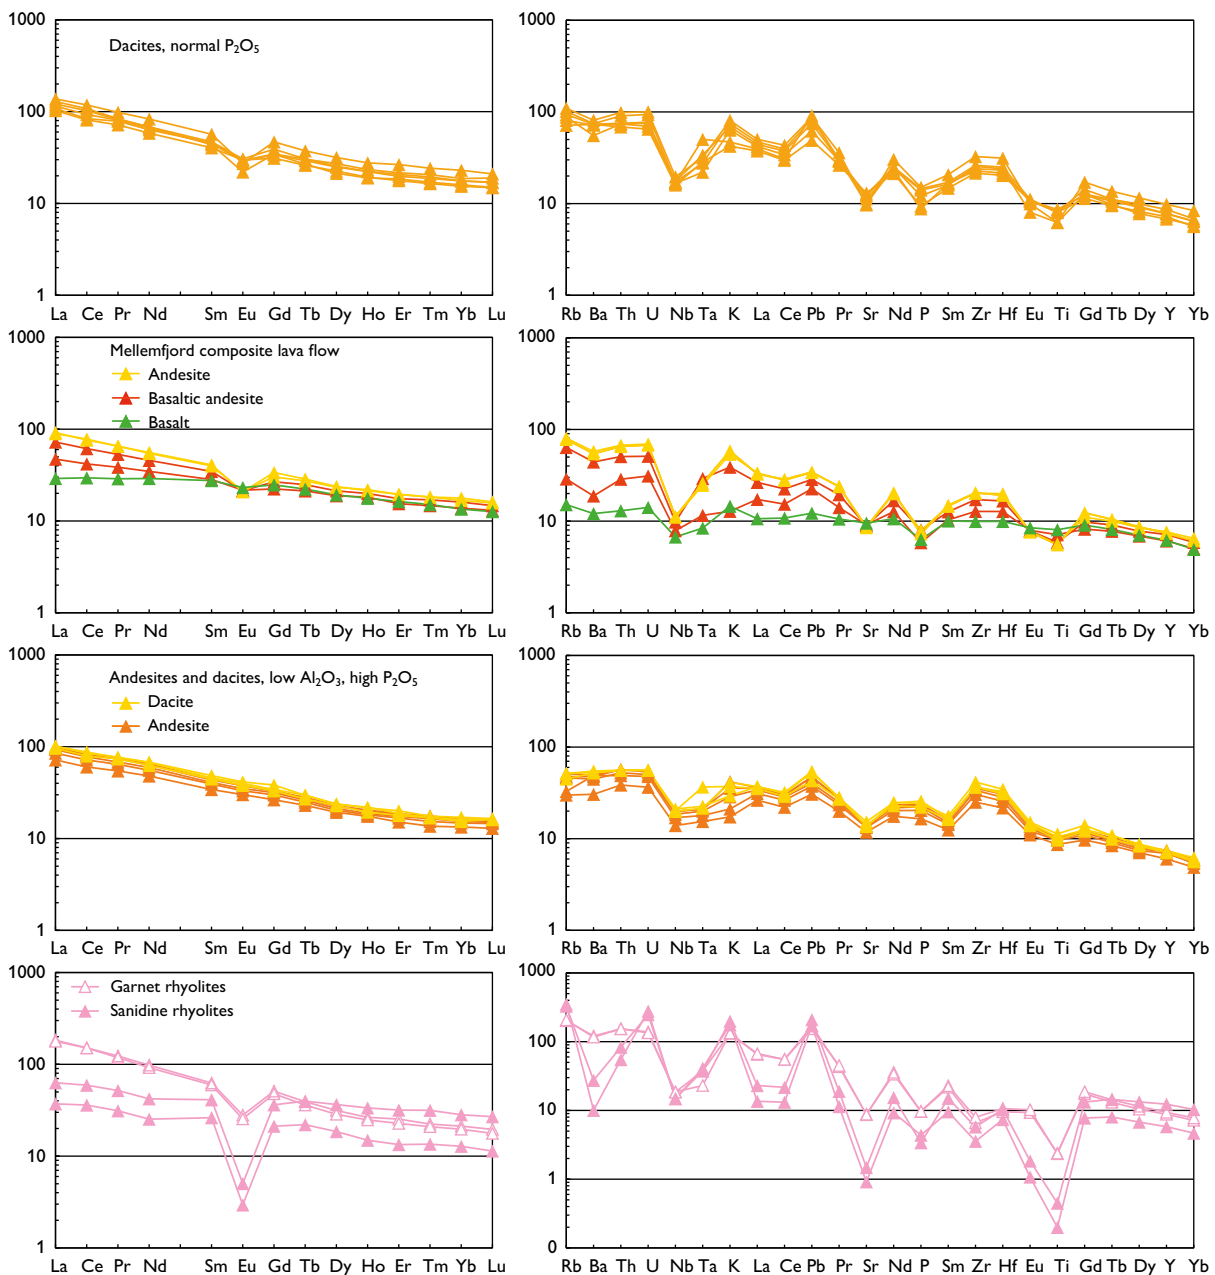 1000
100
10
1
Dacites, normal P₂O₅
La Ce Pr Nd Sm Eu Gd Tb Dy Ho Er Tm Yb Lu
1000
100
10
1
Rb Ba Th U Nb Ta K La Ce Pb Pr Sr Nd P Sm Zr Hf Eu Ti Gd Tb Dy Y Yb
1000
100
10
1
Mellemfjord composite lava flow
Andesite
Basaltic andesite
Basalt
La Ce Pr Nd Sm Eu Gd Tb Dy Ho Er Tm Yb Lu
1000
100
10
1
Rb Ba Th U Nb Ta K La Ce Pb Pr Sr Nd P Sm Zr Hf Eu Ti Gd Tb Dy Y Yb
1000
100
10
1
Andesites and dacites, low Al₂O₃, high P₂O₅
Dacite
Andesite
La Ce Pr Nd Sm Eu Gd Tb Dy Ho Er Tm Yb Lu
1000
100
10
1
Rb Ba Th U Nb Ta K La Ce Pb Pr Sr Nd P Sm Zr Hf Eu Ti Gd Tb Dy Y Yb
1000
100
10
1
Garnet rhyolites
Sanidine rhyolites
La Ce Pr Nd Sm Eu Gd Tb Dy Ho Er Tm Yb Lu
1000
100
10
1
0
Rb Ba Th U Nb Ta K La Ce Pb Pr Sr Nd P Sm Zr Hf Eu Ti Gd Tb Dy Y Yb